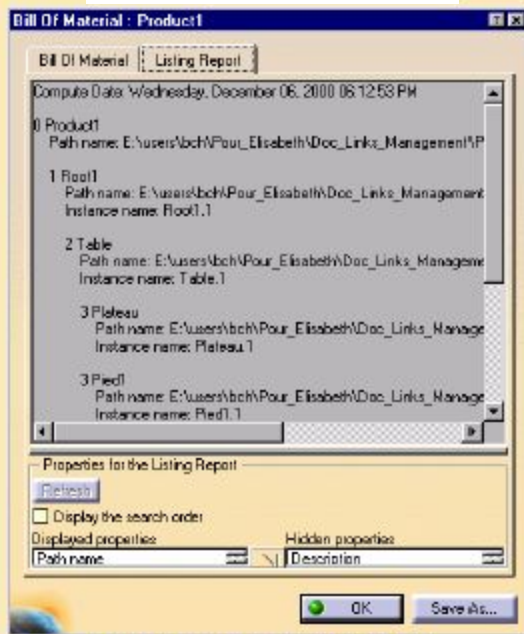 Bill Of Material : Product1
Bill Of Material Listing Report
Compute Date: Wednesday, December 06, 2000 06:12:53 PM
0 Product1
Path name: E:\users\bch\Pour_Elisabeth\Doc_Links_Management\P
1 Root1
Path name: E:\users\bch\Pour_Elisabeth\Doc_Links_Management
Instance name: Root1.1
2 Table
Path name: E:\users\bch\Pour_Elisabeth\Doc_Links_Manageme
Instance name: Table.1
3 Plateau
Path name: E:\users\bch\Pour_Elisabeth\Doc_Links_Manage
Instance name: Plateau.1
3 Pied1
Path name: E:\users\bch\Pour_Elisabeth\Doc_Links_Manage
Instance name: Pied1.1
Properties for the Listing Report
Refresh
Display the search order
Displayed properties Hidden properties
Path name Description
OK Save As...